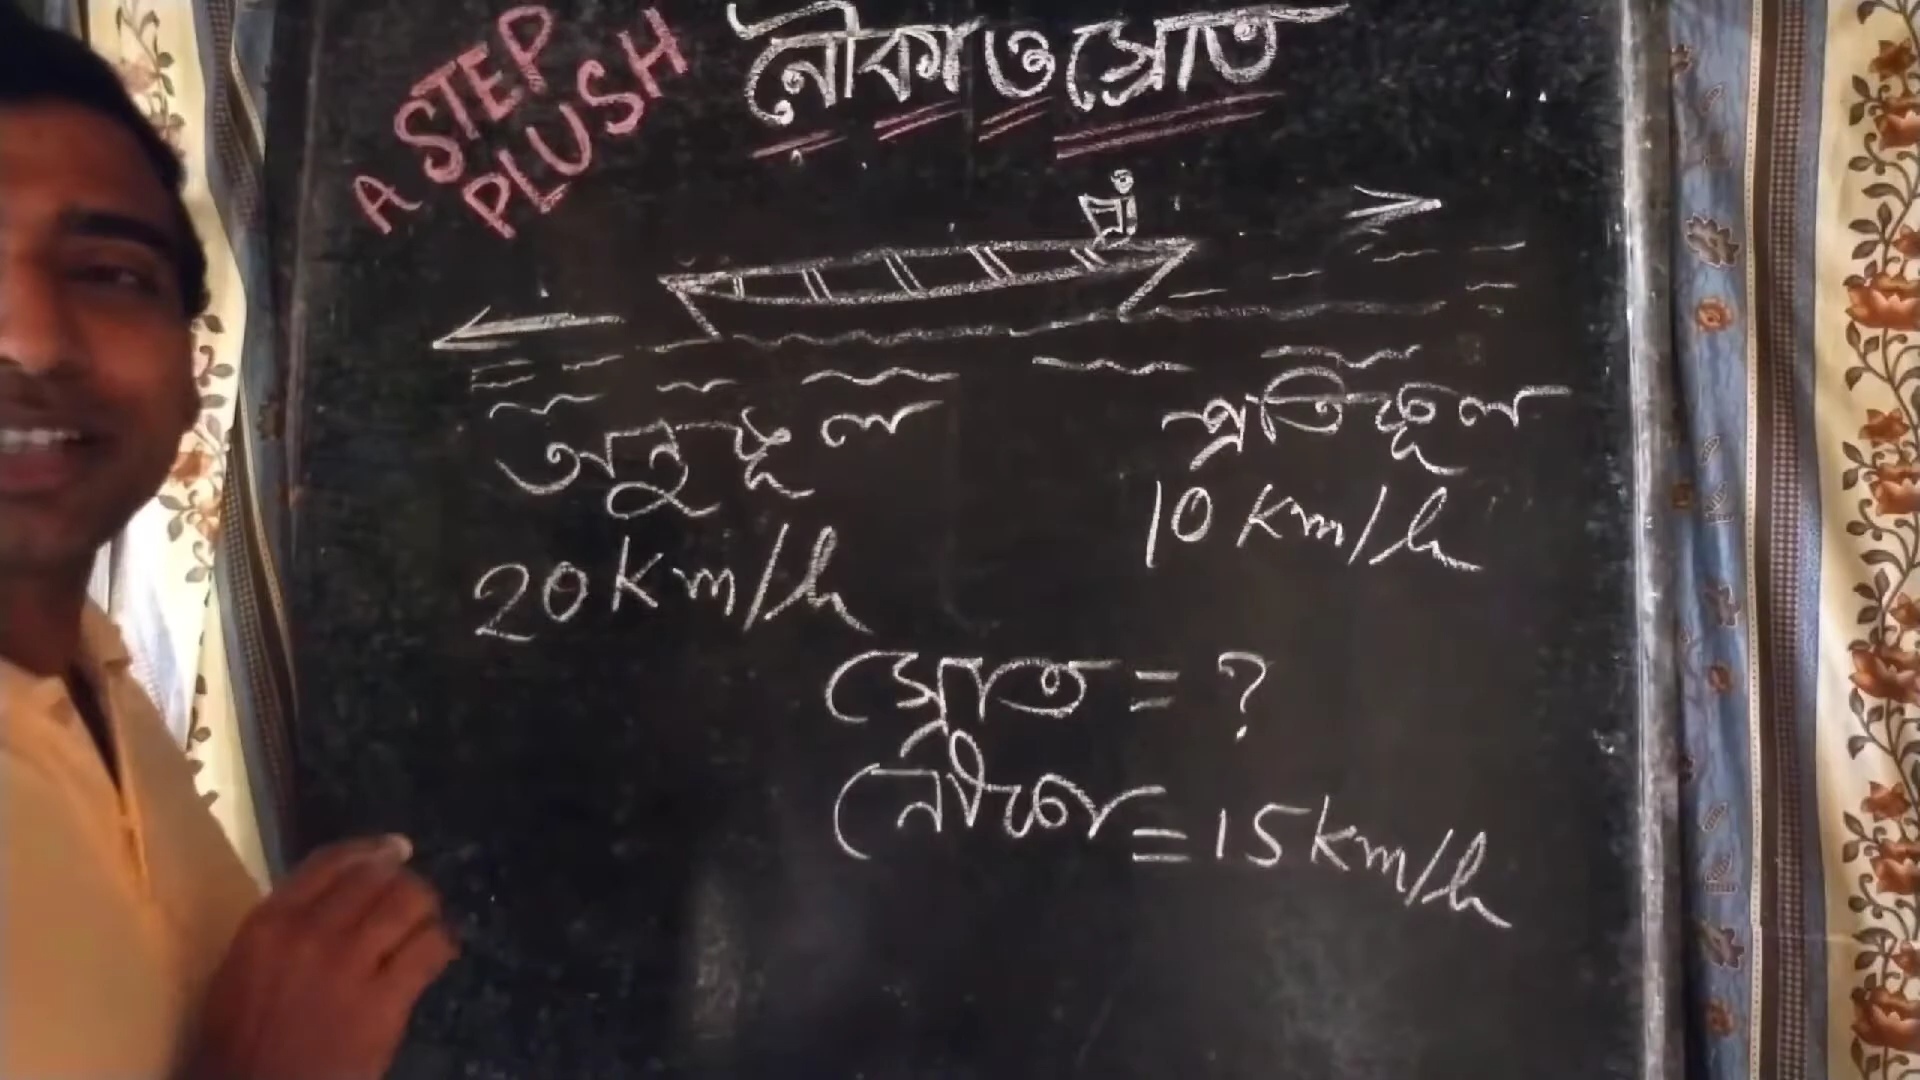 A STEP PLUSH
নৌকা ও স্রোত
অনুকূল
20 Km/h
প্রতিকূল
10 Km/h
স্রোত = ?
নৌকা = 15 km/h